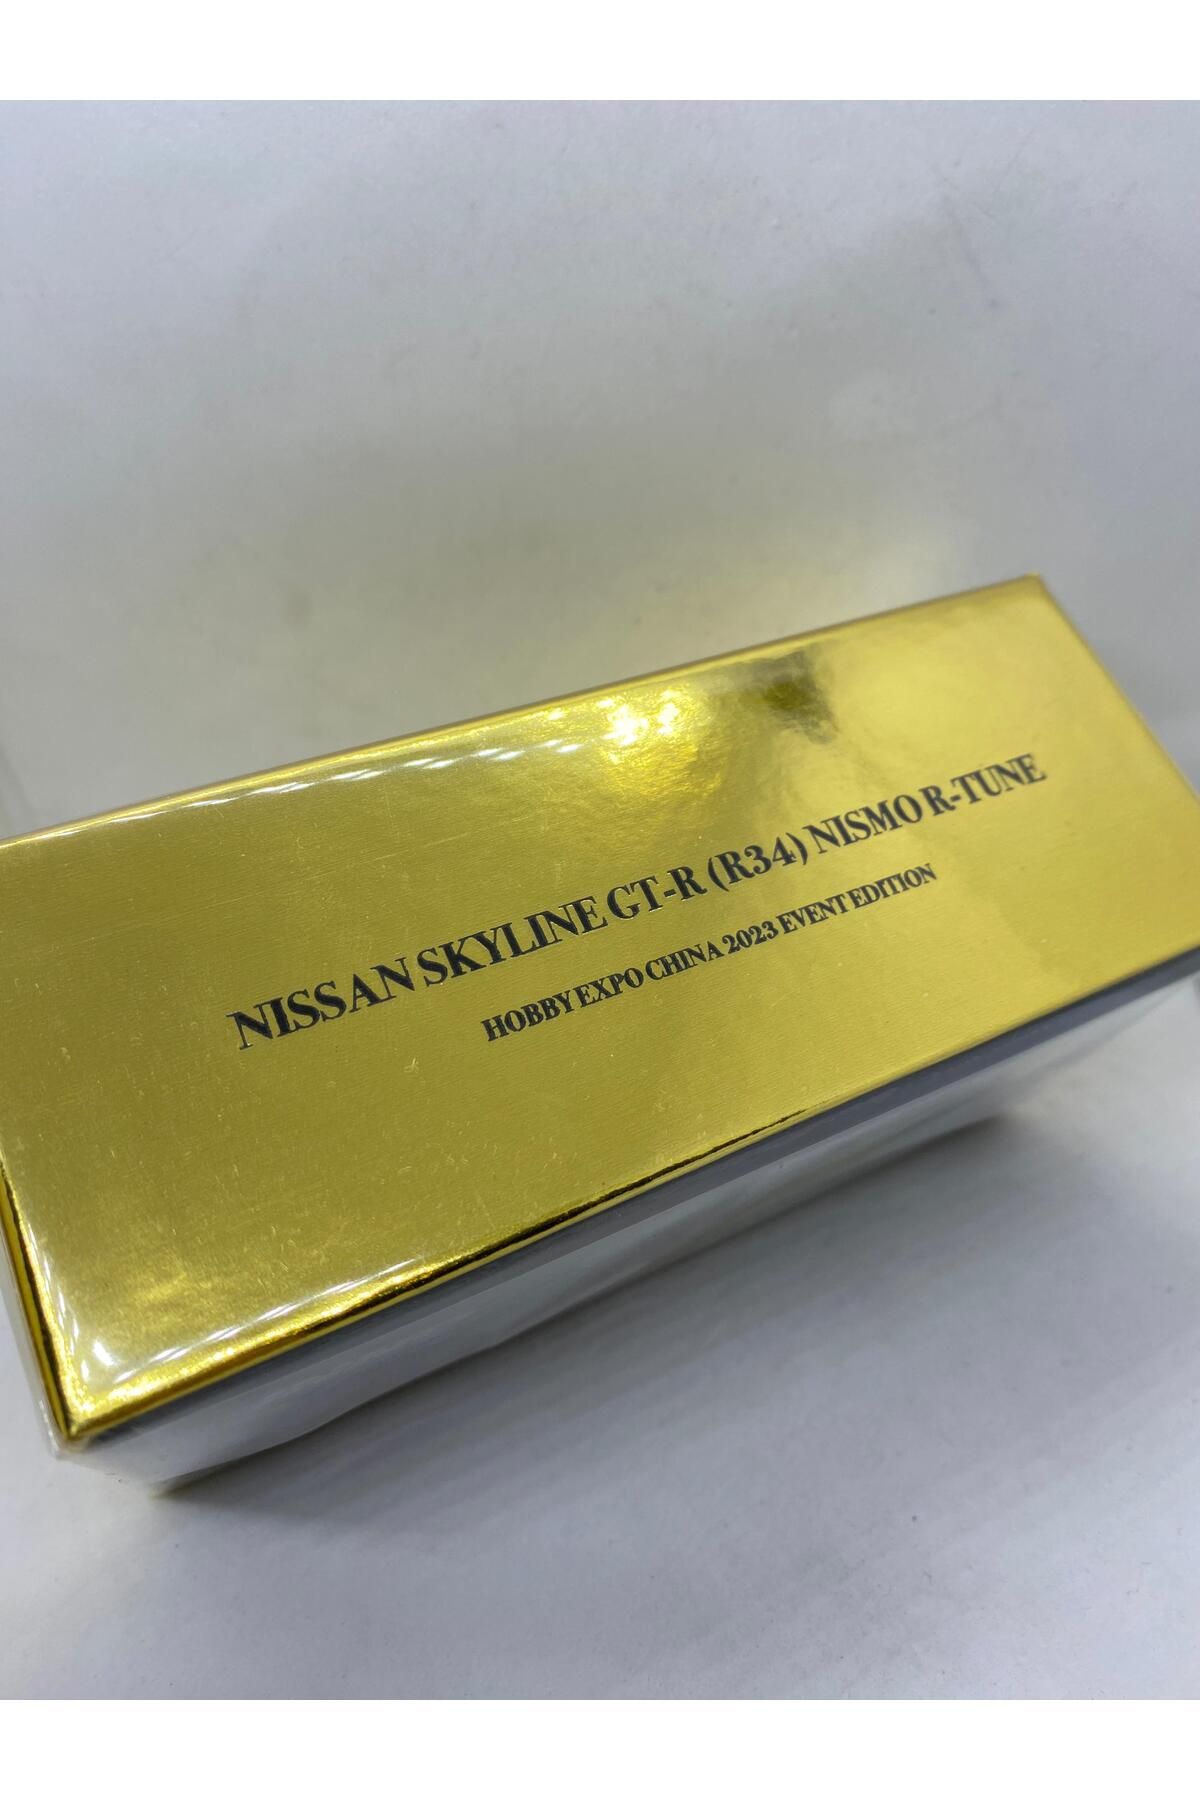 NISSAN SKYLINE GT-R (R34) NISMO R-TUNE
HOBBY EXPO CHINA 2023 EVENT EDITION